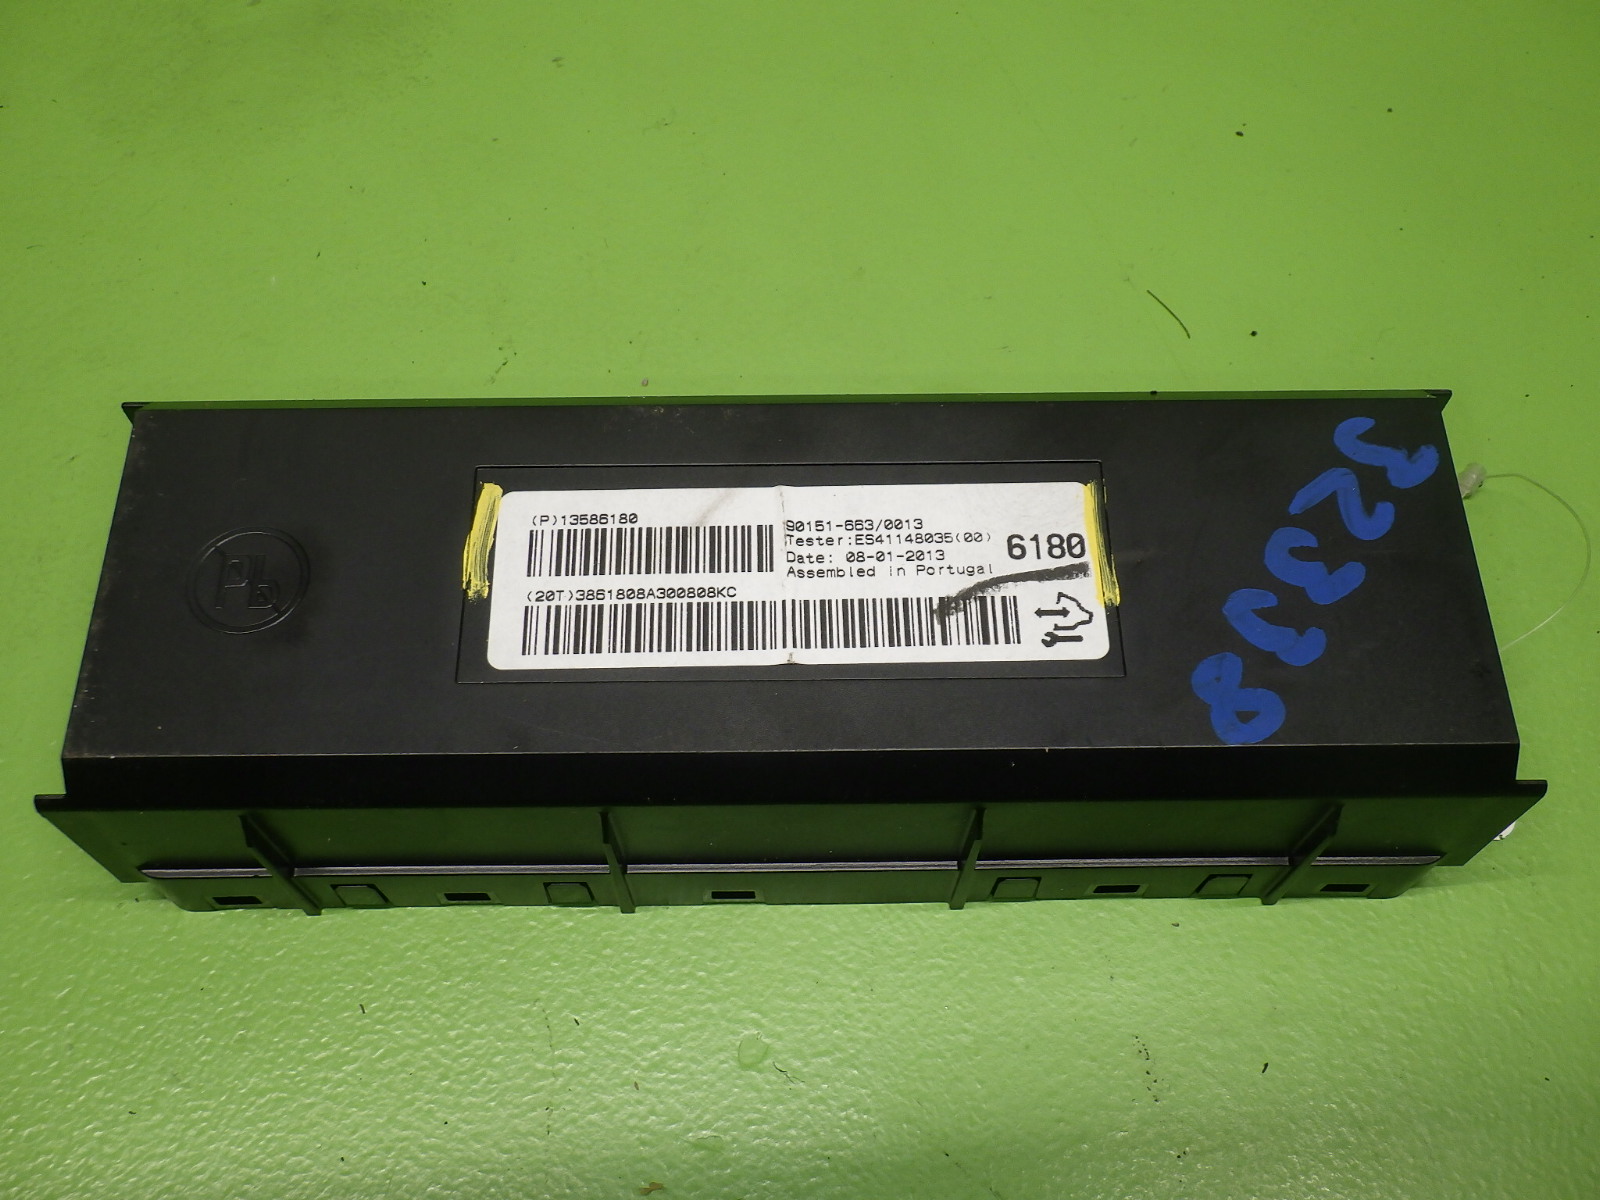 Pb
(P)13586180
90151-663/0013
Tester:ES41148035(00)
Date: 08-01-2013
Assembled in Portugal
6180
(20T)3861808A300808KC
32338